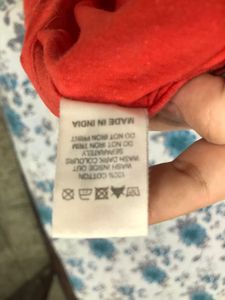 100% COTTON
WASH INSIDE OUT
WASH DARK COLOURS
SEPARATELY
DO NOT IRON TRIM
DO NOT IRON PRINT
MADE IN INDIA